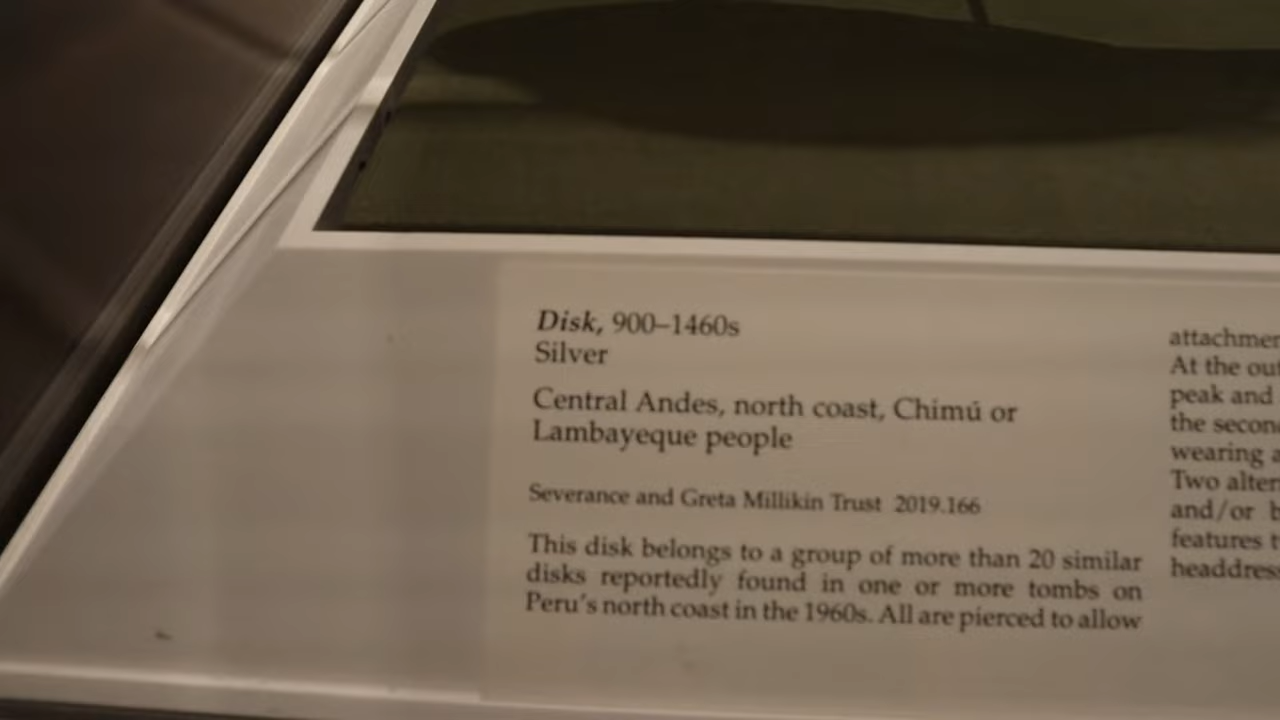 Disk, 900–1460s
Silver
Central Andes, north coast, Chimú or
Lambayeque people
Severance and Greta Millikin Trust 2019.166
This disk belongs to a group of more than 20 similar
disks reportedly found in one or more tombs on
Peru's north coast in the 1960s. All are pierced to allow
At the
peak and
the
wearing
Two
and/or
features